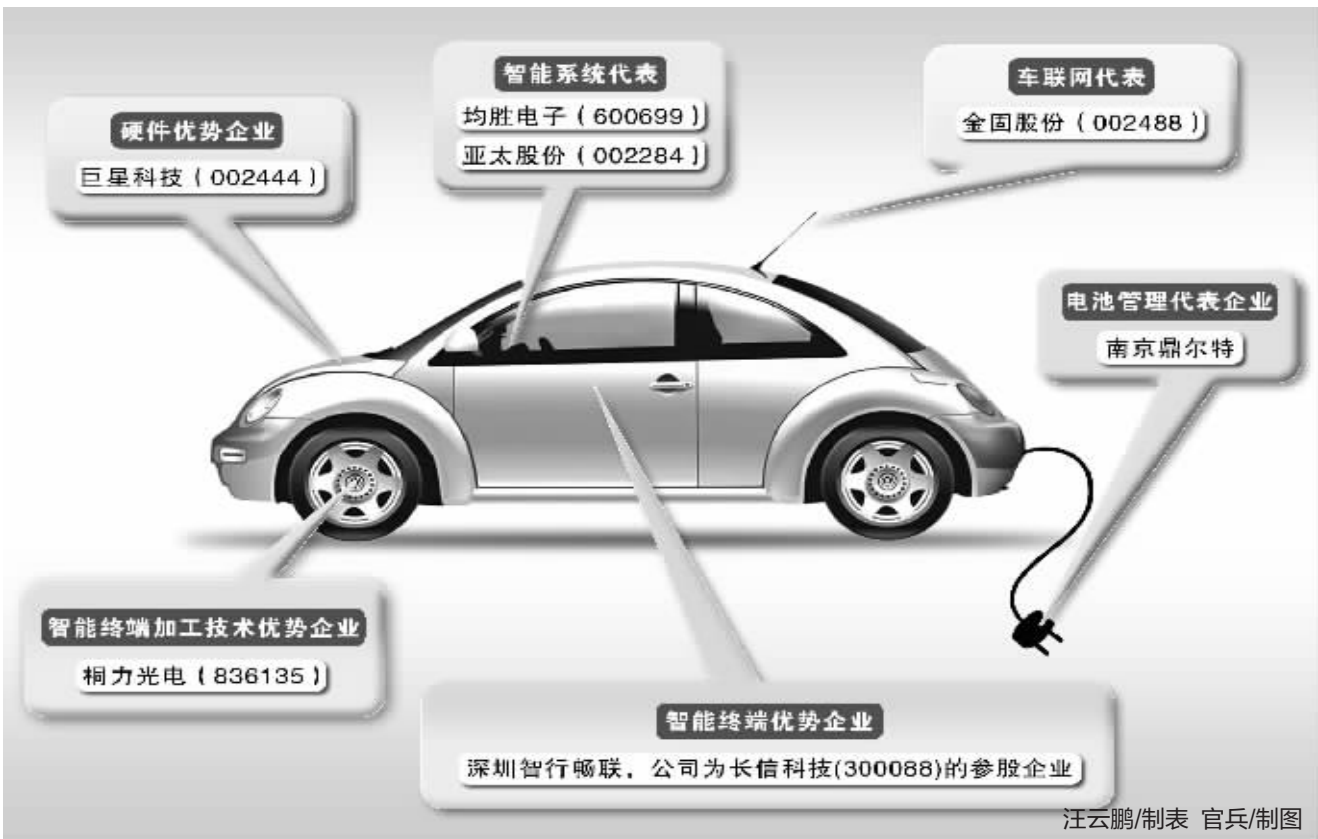 智能系统代表
均胜电子(600699)
亚太股份(002284)
车联网代表
金固股份(002488)
硬件优势企业
巨星科技(002444)
电池管理代表企业
南京鼎尔特
智能终端加工技术优势企业
桐力光电(836135)
智能终端优势企业
深圳智行畅联,公司为长信科技(300088)的参股企业
汪云鹏/制表 官兵/制图